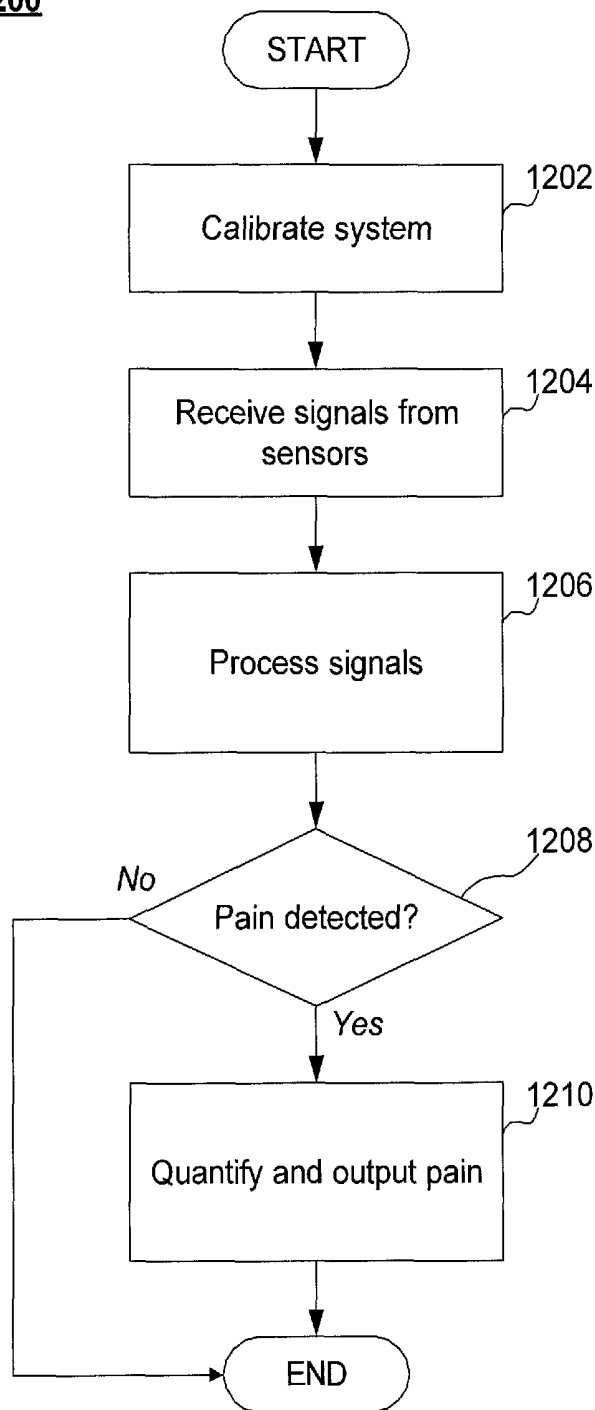 START
1202
Calibrate system
1204
Receive signals from
sensors
1206
Process signals
1208
No
Pain detected?
Yes
1210
Quantify and output pain
END